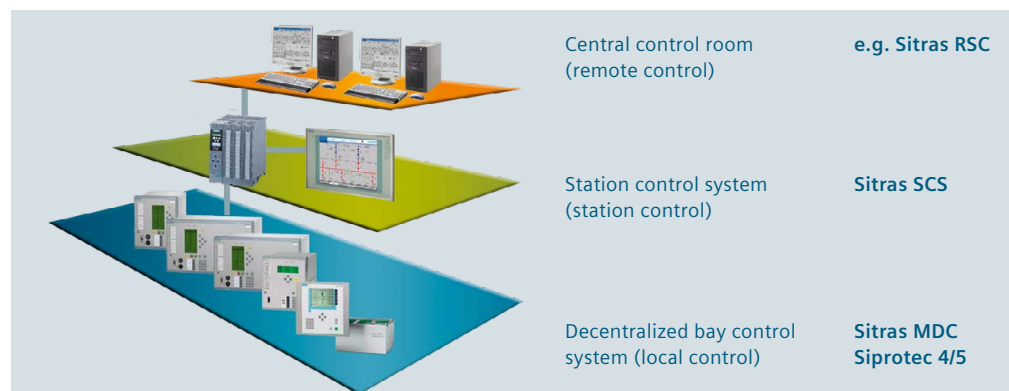 Central control room
(remote control)
e.g. Sitras RSC
Station control system
(station control)
Sitras SCS
Decentralized bay control
system (local control)
Sitras MDC
Siprotec 4/5